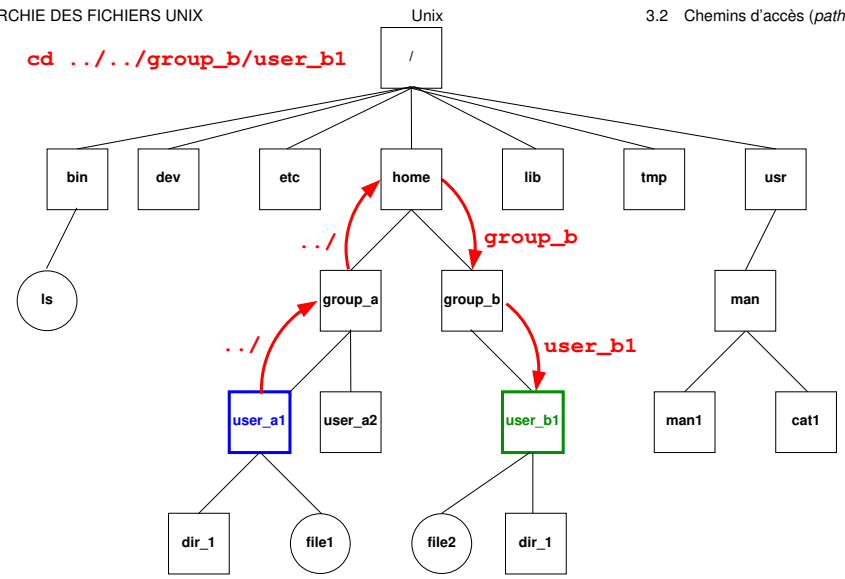 RCHIE DES FICHIERS UNIX Unix 3.2 Chemins d'accès (path
cd ../../group_b/user_b1 /
bin dev etc home lib tmp usr
../ group_b
ls group_a group_b man
../ user_b1
user_a1 user_a2 user_b1 man1 cat1
dir_1 file1 file2 dir_1